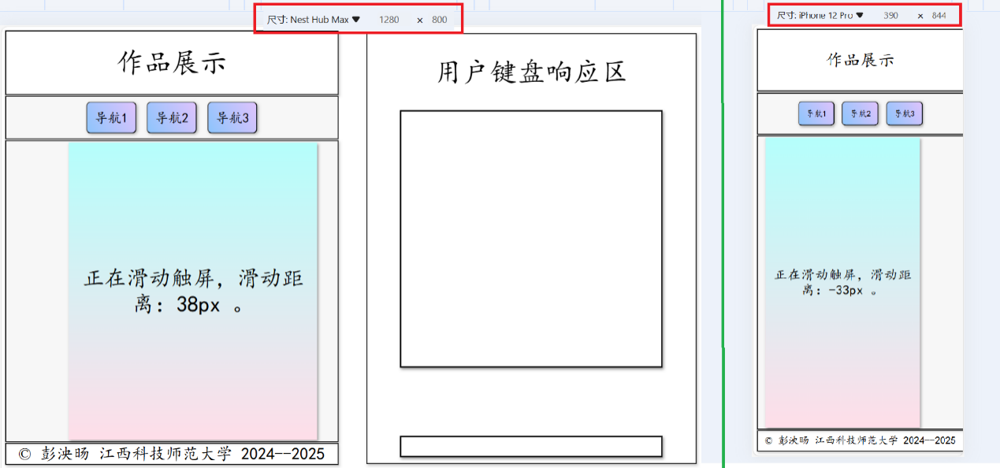 尺寸: Nest Hub Max ▼ 1280 × 800
作品展示
导航1 导航2 导航3
正在滑动触屏，滑动距
离：38px 。
© 彭泱旸 江西科技师范大学 2024--2025
用户键盘响应区
尺寸: iPhone 12 Pro ▼ 390 × 844
作品展示
导航1 导航2 导航3
正在滑动触屏，滑动距
离：-33px 。
© 彭泱旸 江西科技师范大学 2024--2025